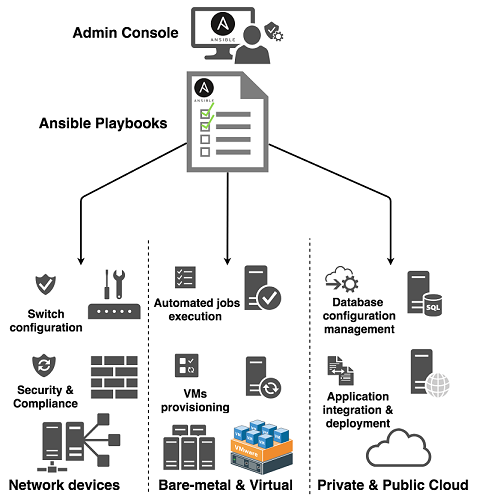 Admin Console
ANSIBLE
ANSIBLE
Ansible Playbooks
Switch
configuration
Automated jobs
execution
Database
configuration
management
SQL
Security &
Compliance
VMs
provisioning
Application
integration &
deployment
VMware
Network devices
Bare-metal & Virtual
Private & Public Cloud